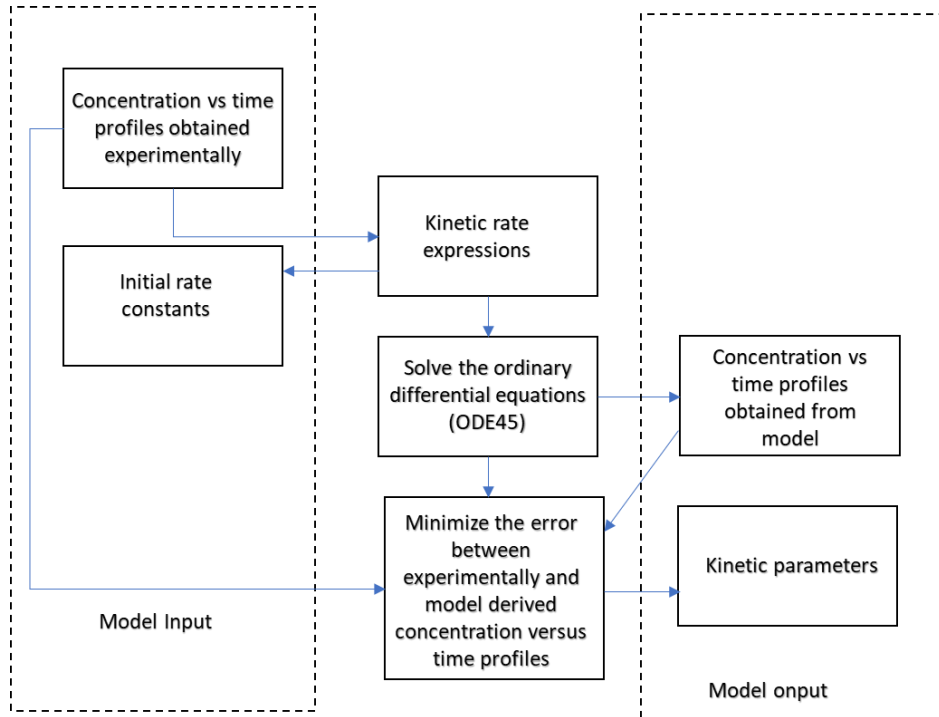 Concentration vs time
profiles obtained
experimentally
Kinetic rate
expressions
Initial rate
constants
Solve the ordinary
differential equations
(ODE45)
Concentration vs
time profiles
obtained from
model
Minimize the error
between
experimentally and
model derived
concentration versus
time profiles
Kinetic parameters
Model Input
Model onput